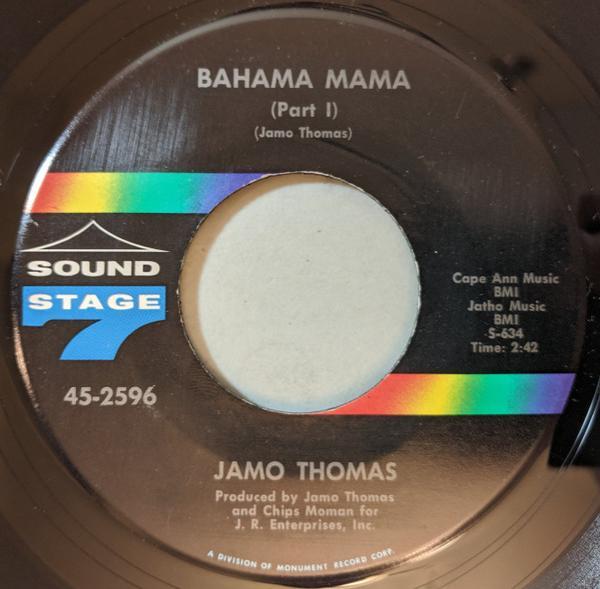 BAHAMA MAMA
(Part I)
(Jamo Thomas)
SOUND
STAGE
7
45-2596
Cape Ann Music
BMI
Jatho Music
BMI
S-634
Time: 2:42
JAMO THOMAS
Produced by Jamo Thomas
and Chips Moman for
J. R. Enterprises, Inc.
A DIVISION OF MONUMENT RECORD CORP.